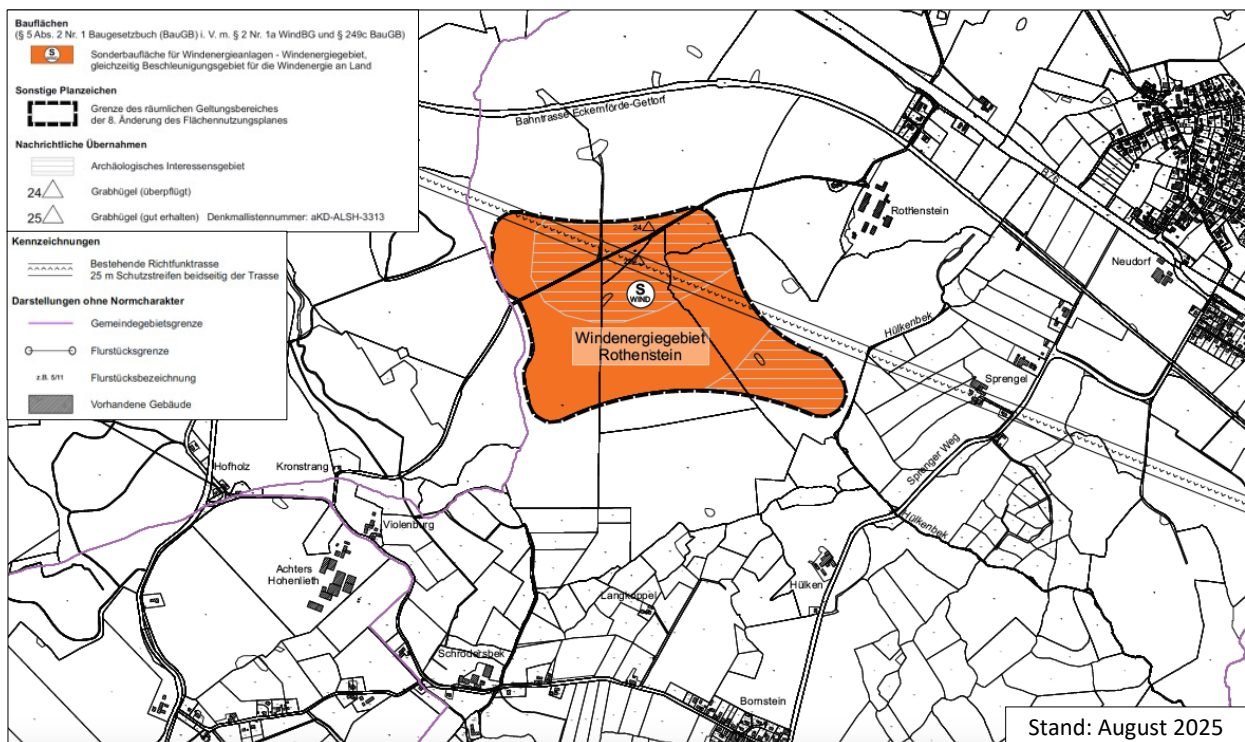 Bauflächen
(§ 5 Abs. 2 Nr. 1 Baugesetzbuch (BauGB) i. V. m. § 2 Nr. 1a WindBG und § 249c BauGB)
S
WIND
Sonderbaufläche für Windenergieanlagen - Windenergiegebiet,
gleichzeitig Beschleunigungsgebiet für die Windenergie an Land
Sonstige Planzeichen
Grenze des räumlichen Geltungsbereiches
der 8. Änderung des Flächennutzungsplanes
Nachrichtliche Übernahmen
Archäologisches Interessensgebiet
24 Grabhügel (überpflügt)
25 Grabhügel (gut erhalten) Denkmallistennummer: aKD-ALSH-3313
Kennzeichnungen
Bestehende Richtfunktrasse
25 m Schutzstreifen beidseitig der Trasse
Darstellungen ohne Normcharakter
Gemeindegebietsgrenze
Flurstücksgrenze
z.B. 5/11 Flurstücksbezeichnung
Vorhandene Gebäude
Bahntrasse Eckernförde-Gettorf
B76
Rothenstein
Neudorf
24
S
WIND
Windenergiegebiet
Rothenstein
Hülkenbek
Sprengel
Sprenger Weg
Hülkenbek
Hofholz
Kronstrang
Violenburg
Achters
Hohenlieth
Langkoppel
Hülken
Schrödersbek
Bornstein
Stand: August 2025